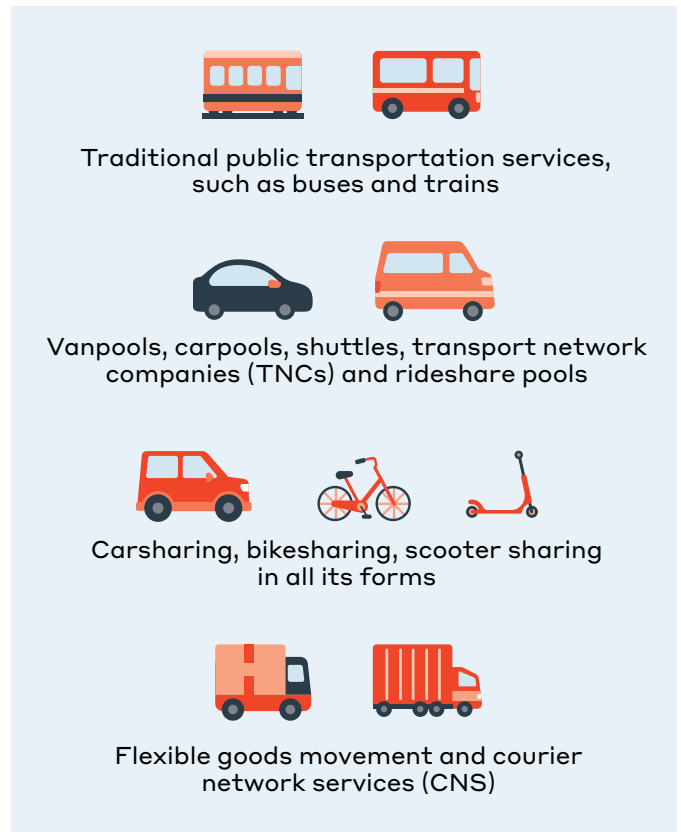 Traditional public transportation services,
such as buses and trains
Vanpools, carpools, shuttles, transport network
companies (TNCs) and rideshare pools
Carsharing, bikesharing, scooter sharing
in all its forms
Flexible goods movement and courier
network services (CNS)